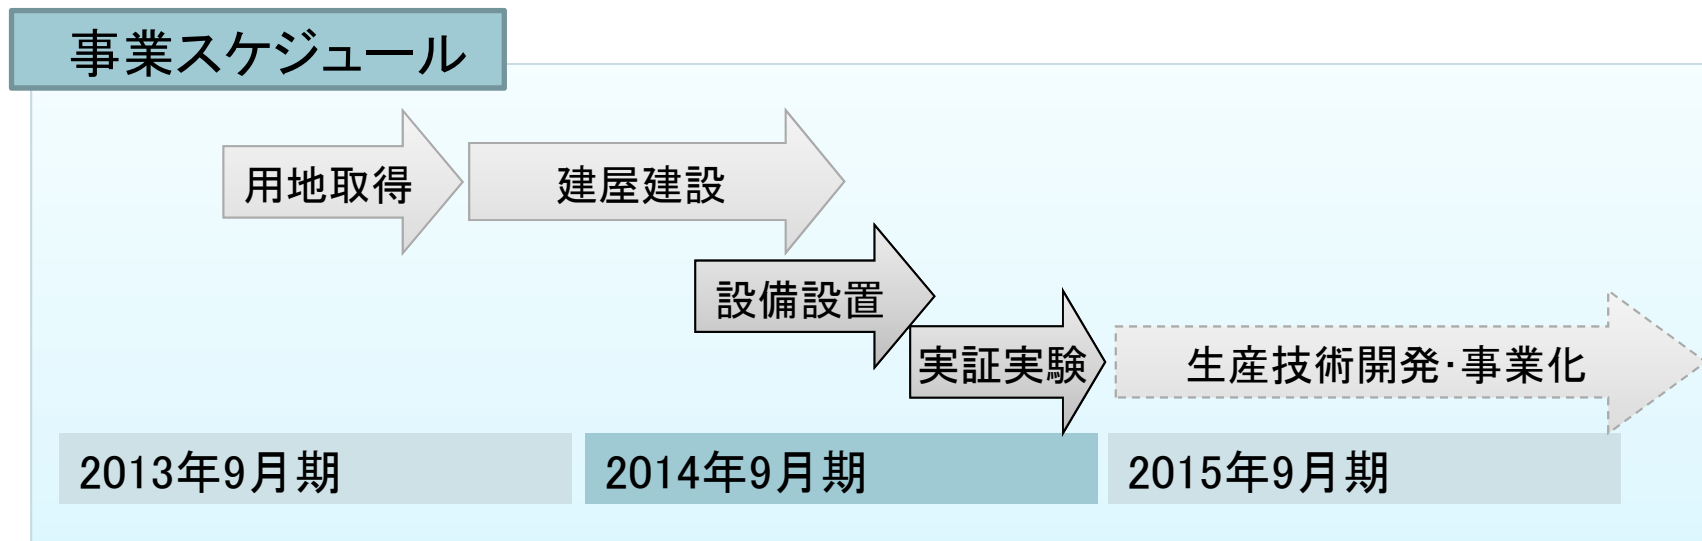 事業スケジュール
用地取得
建屋建設
設備設置
実証実験
生産技術開発･事業化
2013年9月期
2014年9月期
2015年9月期